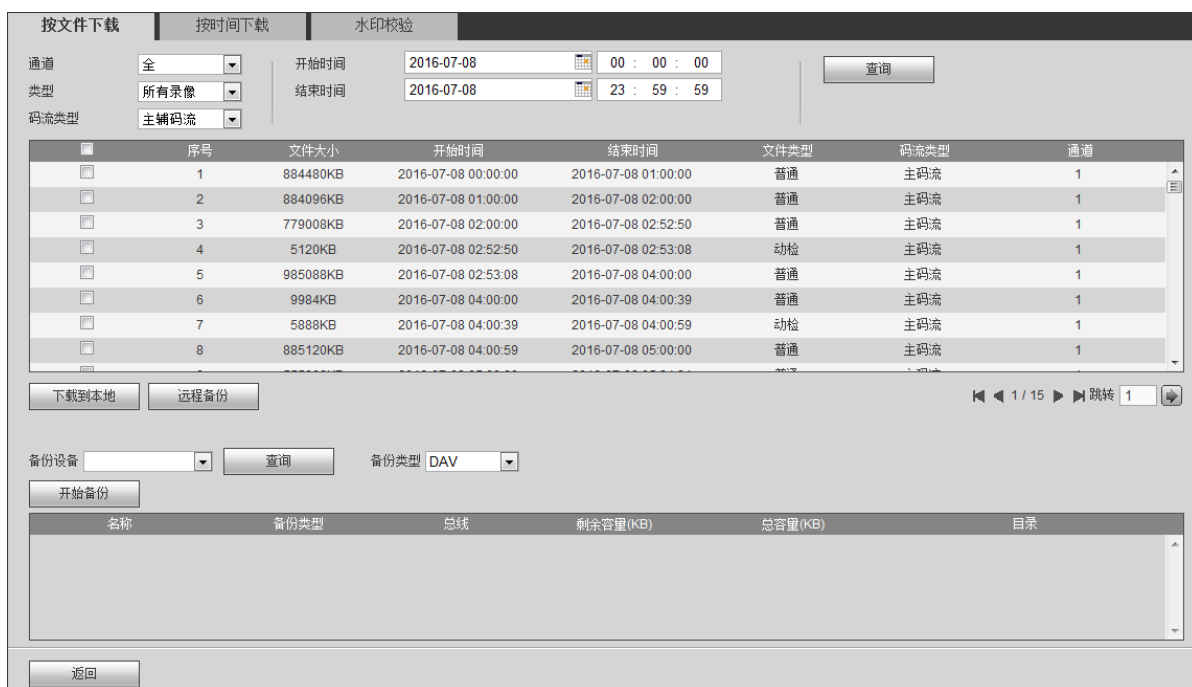 按文件下载 按时间下载 水印校验
通道 全 开始时间 2016-07-08 00 : 00 : 00 查询
类型 所有录像 结束时间 2016-07-08 23 : 59 : 59
码流类型 主辅码流
序号 文件大小 开始时间 结束时间 文件类型 码流类型 通道
1 884480KB 2016-07-08 00:00:00 2016-07-08 01:00:00 普通 主码流 1
2 884096KB 2016-07-08 01:00:00 2016-07-08 02:00:00 普通 主码流 1
3 779008KB 2016-07-08 02:00:00 2016-07-08 02:52:50 普通 主码流 1
4 5120KB 2016-07-08 02:52:50 2016-07-08 02:53:08 动检 主码流 1
5 985088KB 2016-07-08 02:53:08 2016-07-08 04:00:00 普通 主码流 1
6 9984KB 2016-07-08 04:00:00 2016-07-08 04:00:39 普通 主码流 1
7 5888KB 2016-07-08 04:00:39 2016-07-08 04:00:59 动检 主码流 1
8 885120KB 2016-07-08 04:00:59 2016-07-08 05:00:00 普通 主码流 1
下载到本地 远程备份 1 / 15 跳转 1
备份设备 查询 备份类型 DAV
开始备份
名称 备份类型 总线 剩余容量(KB) 总容量(KB) 目录
返回